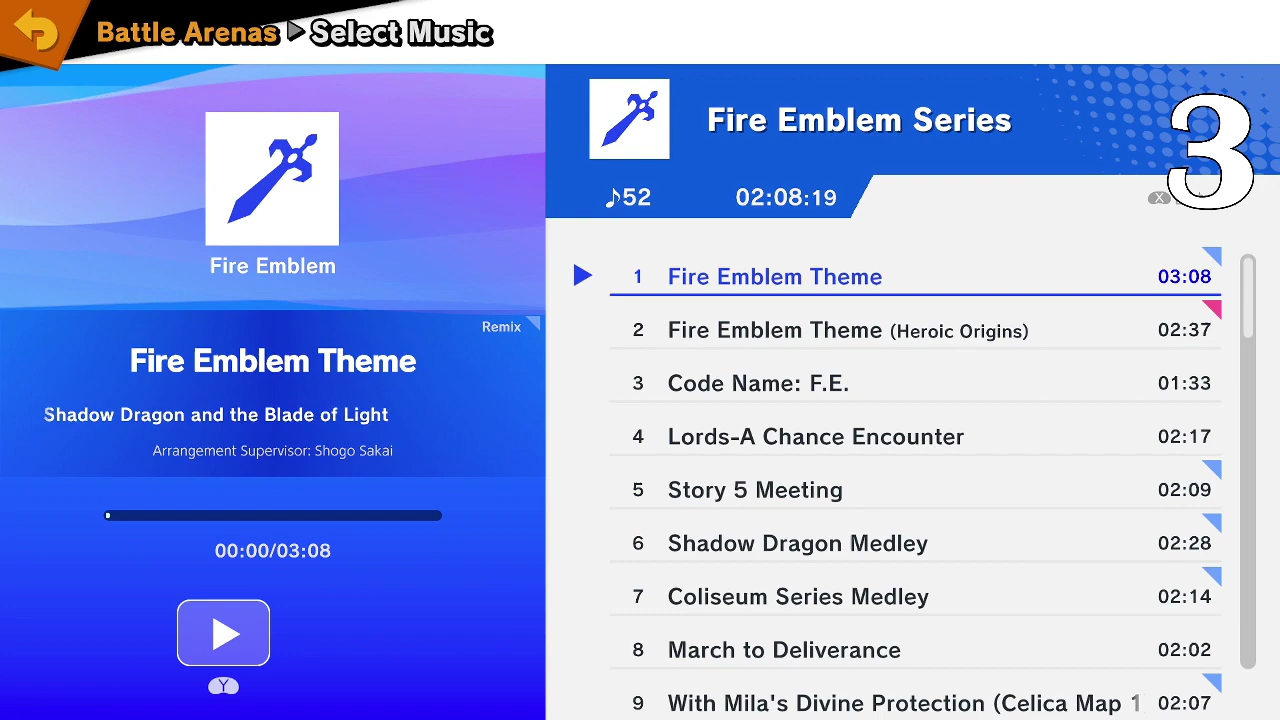 Battle Arenas ▶ Select Music
Fire Emblem
Remix
Fire Emblem Theme
Shadow Dragon and the Blade of Light
Arrangement Supervisor: Shogo Sakai
00:00/03:08
Y
Fire Emblem Series
3
♪52 02:08:19
X
1 Fire Emblem Theme 03:08
2 Fire Emblem Theme (Heroic Origins) 02:37
3 Code Name: F.E. 01:33
4 Lords-A Chance Encounter 02:17
5 Story 5 Meeting 02:09
6 Shadow Dragon Medley 02:28
7 Coliseum Series Medley 02:14
8 March to Deliverance 02:02
9 With Mila's Divine Protection (Celica Map 1 02:07